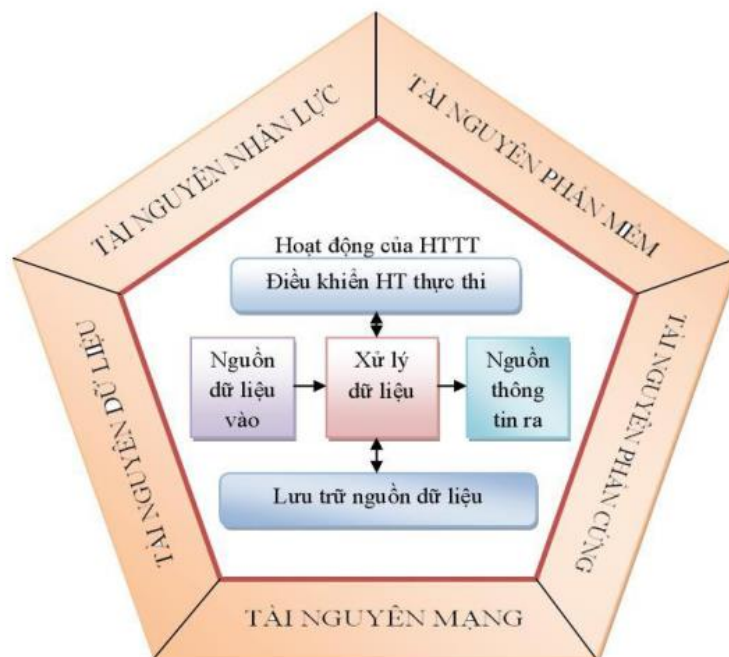 TÀI NGUYÊN NHÂN LỰC
TÀI NGUYÊN PHẦN MỀM
Hoạt động của HTTT
Điều khiển HT thực thi
Nguồn
dữ liệu
vào
Xử lý
dữ liệu
Nguồn
thông
tin ra
Lưu trữ nguồn dữ liệu
TÀI NGUYÊN DỮ LIỆU
TÀI NGUYÊN PHẦN CỨNG
TÀI NGUYÊN MẠNG